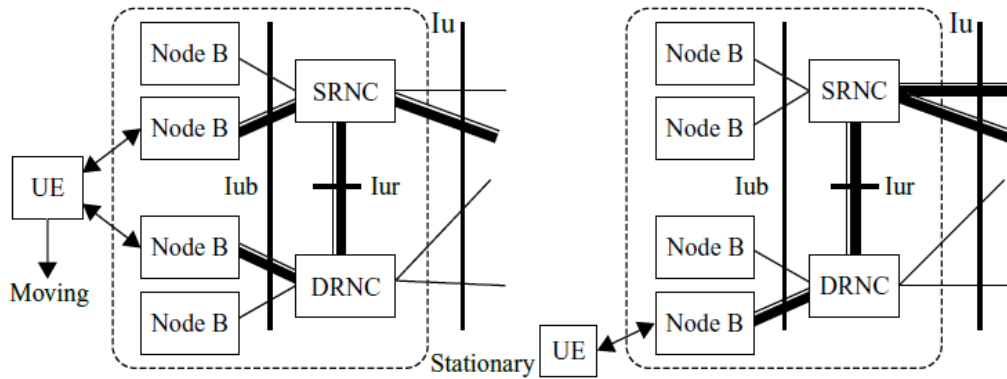 Iu
Node B
SRNC
Node B
UE
Iub
Iur
Node B
Moving
DRNC
Node B
Iu
Node B
SRNC
Node B
Iub
Iur
Node B
DRNC
Node B
Stationary
UE